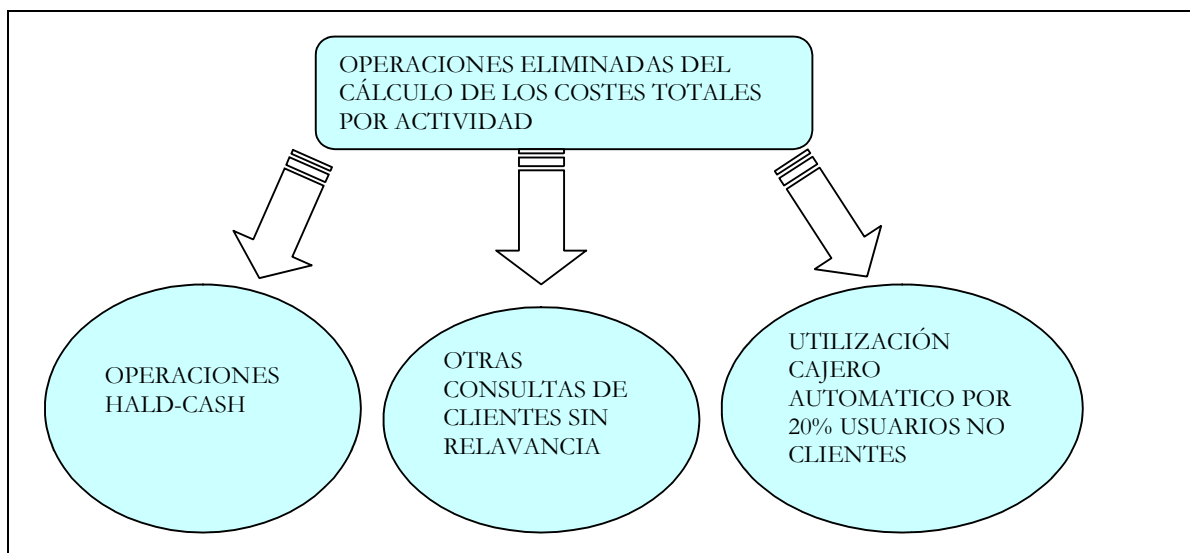 OPERACIONES ELIMINADAS DEL
CÁLCULO DE LOS COSTES TOTALES
POR ACTIVIDAD
OPERACIONES
HALD-CASH
OTRAS
CONSULTAS DE
CLIENTES SIN
RELAVANCIA
UTILIZACIÓN
CAJERO
AUTOMATICO POR
20% USUARIOS NO
CLIENTES